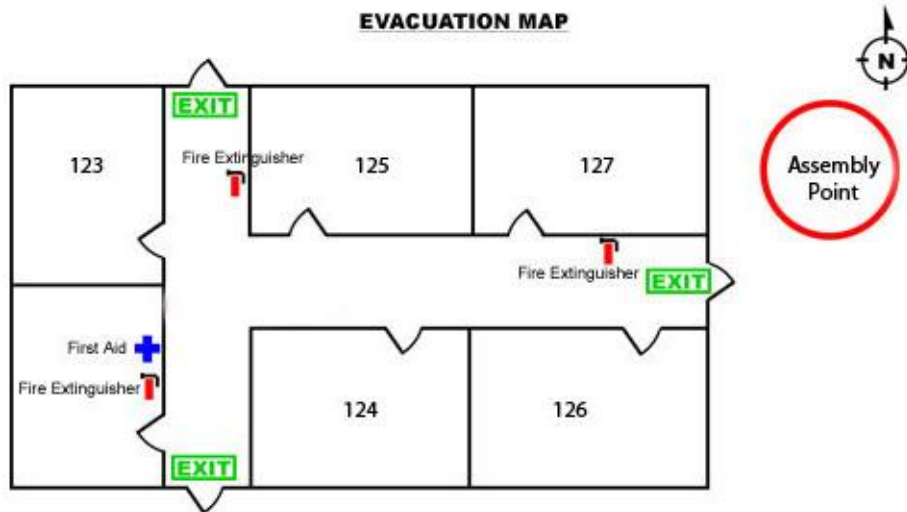 EVACUATION MAP
N
EXIT
123
Fire Extinguisher
125
127
Assembly
Point
Fire Extinguisher
EXIT
First Aid
Fire Extinguisher
124
126
EXIT